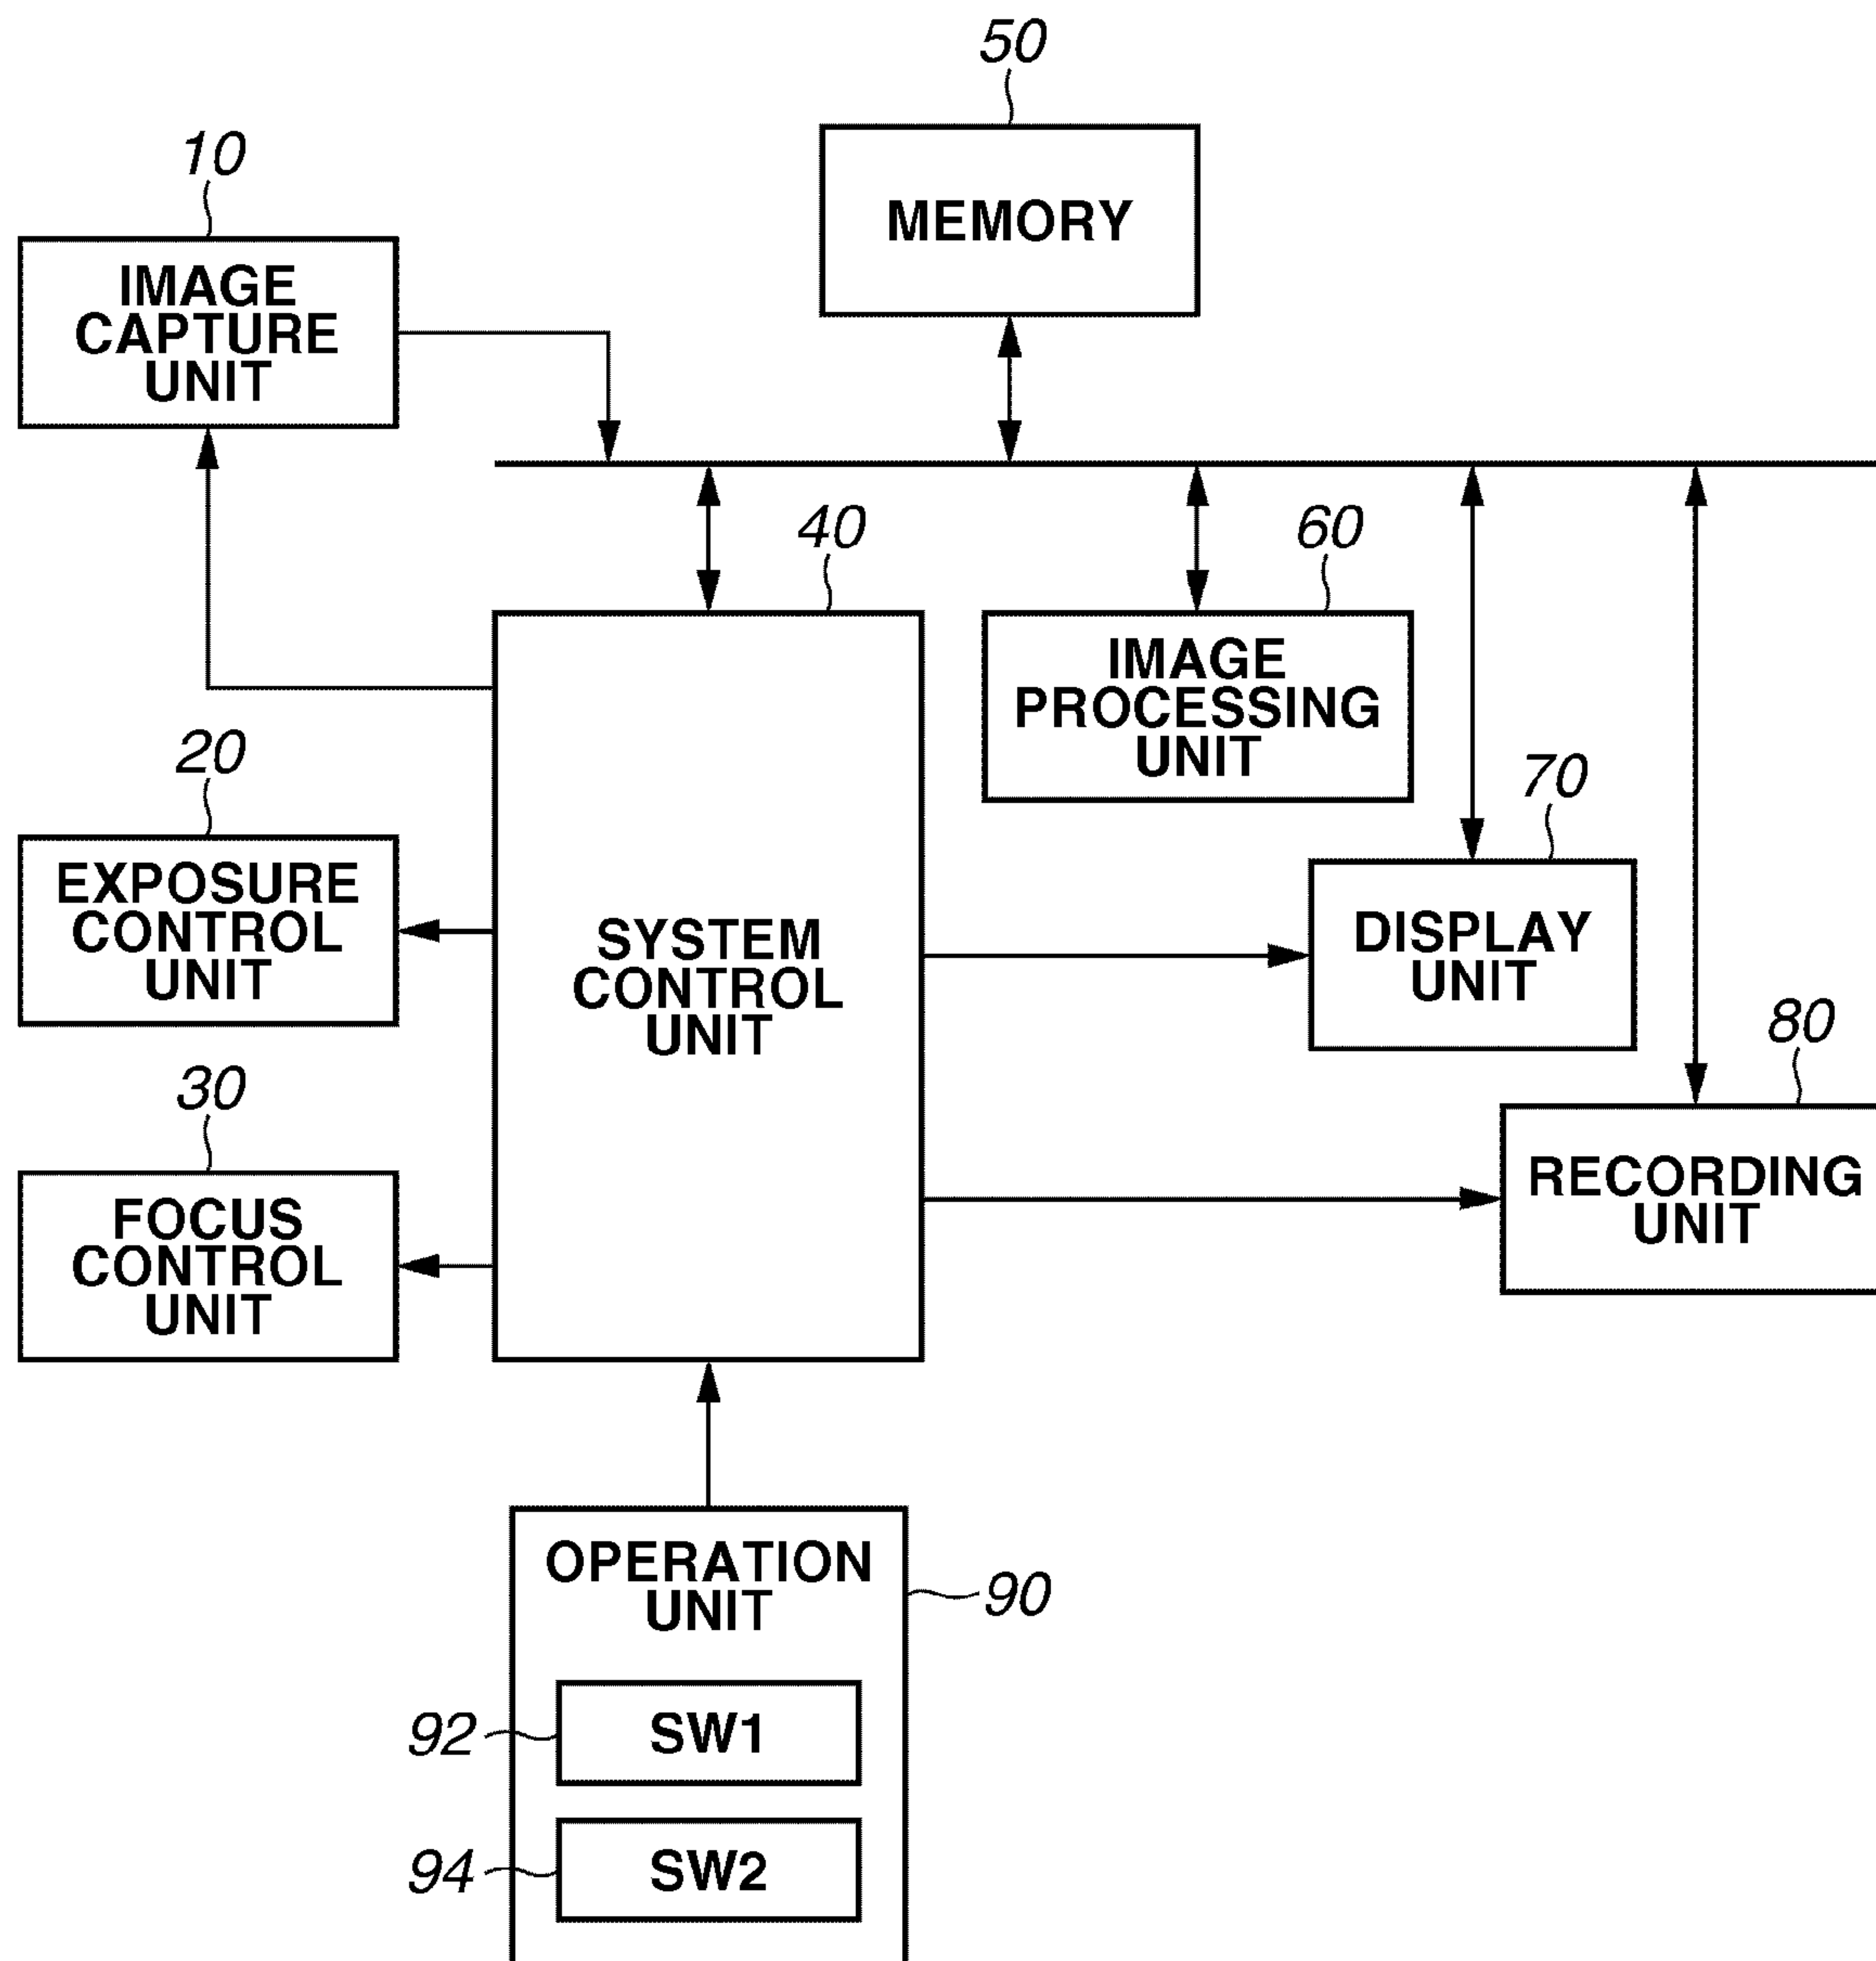 50
MEMORY
10
IMAGE
CAPTURE
UNIT
40
60
IMAGE
PROCESSING
UNIT
20
EXPOSURE
CONTROL
UNIT
SYSTEM
CONTROL
UNIT
70
DISPLAY
UNIT
30
FOCUS
CONTROL
UNIT
80
RECORDING
UNIT
OPERATION
UNIT
90
92
SW1
94
SW2